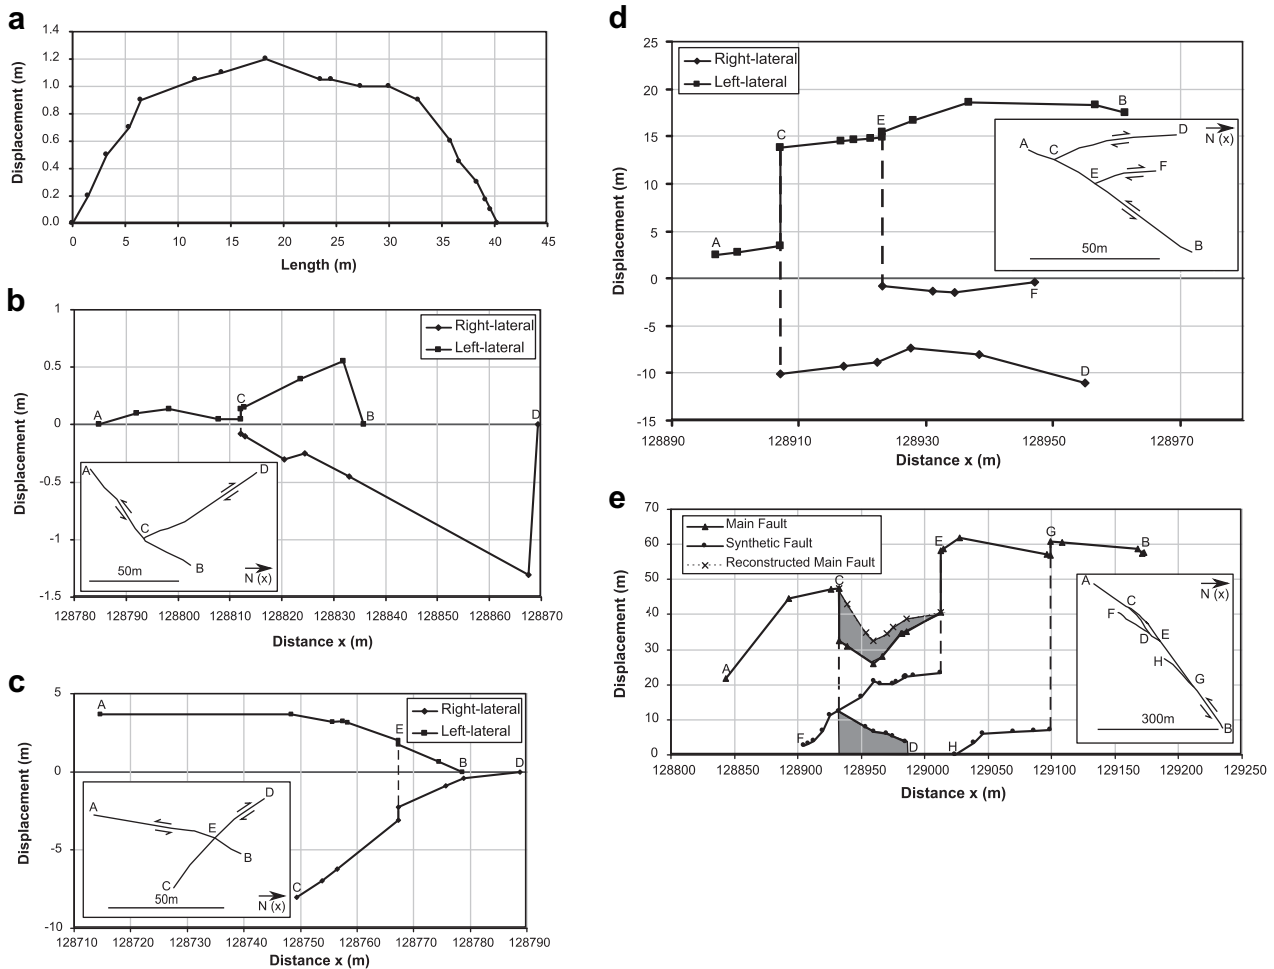 a
1.4
1.2
1.0
0.8
0.6
0.4
0.2
0.0
Displacement (m)
0 5 10 15 20 25 30 35 40 45
Length (m)
b
1
0.5
0
-0.5
-1
-1.5
Displacement (m)
Right-lateral
Left-lateral
A
C
B
D
A
D
C
B
50m
N (x)
128780 128790 128800 128810 128820 128830 128840 128850 128860 128870
Distance x (m)
c
5
0
-5
-10
Displacement (m)
Right-lateral
Left-lateral
A
E
B
D
C
A
D
E
B
C
50m
N (x)
128710 128720 128730 128740 128750 128760 128770 128780 128790
Distance x (m)
d
25
20
15
10
5
0
-5
-10
-15
Displacement (m)
Right-lateral
Left-lateral
A
C
E
B
F
D
A
C
D
E
F
B
N (x)
50m
128890 128910 128930 128950 128970
Distance x (m)
e
70
60
50
40
30
20
10
0
Displacement (m)
Main Fault
Synthetic Fault
Reconstructed Main Fault
A
C
E
G
B
F
D
H
A
N (x)
C
F
D
E
H
G
B
300m
128800 128850 128900 128950 129000 129050 129100 129150 129200 129250
Distance x (m)